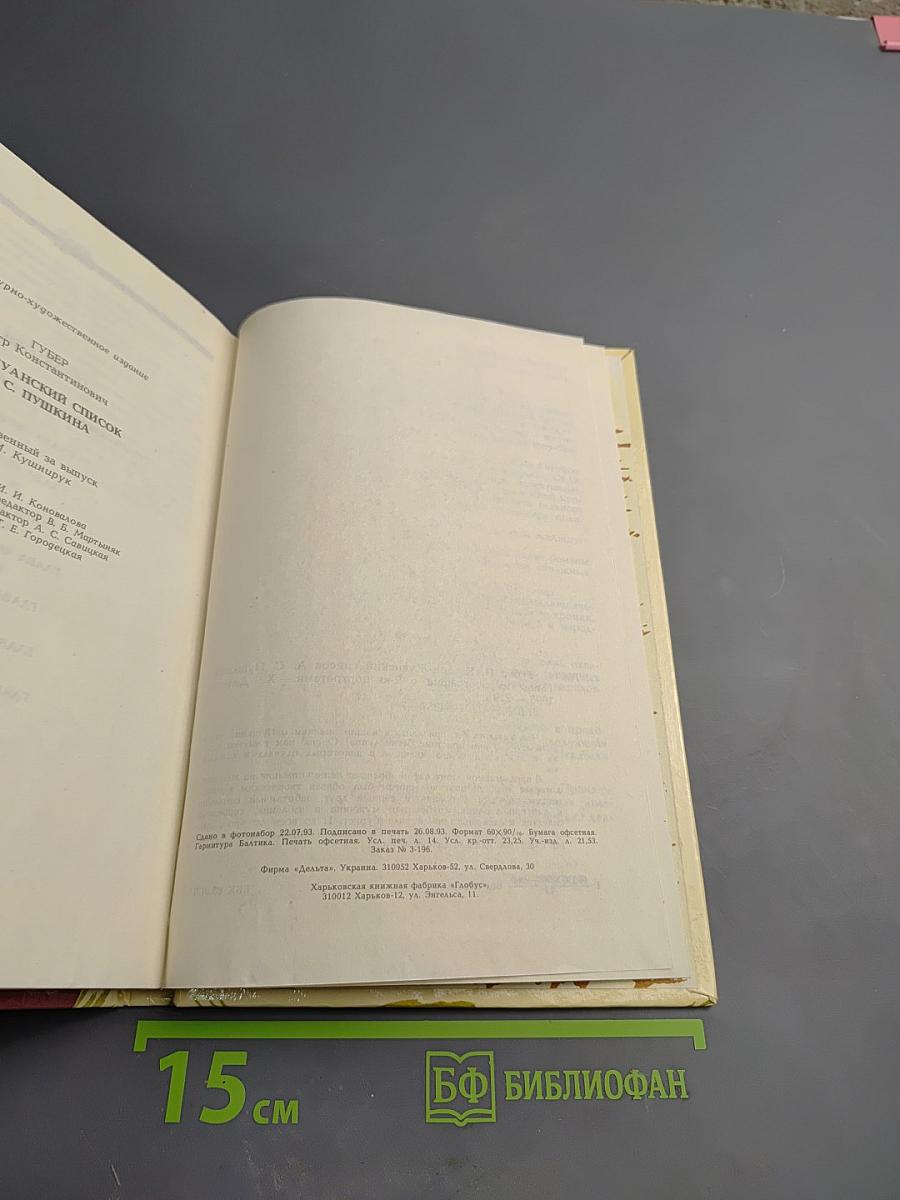 урно-художественное издание
ГУБЕР
тр Константинович
УАНСКИЙ СПИСОК
С. ПУШКИНА
венный за выпуск
М. Кушнирук
И. И. Коновалова
редактор В. Б. Мартыняк
актор А. С. Савицкая
Т. Е. Городецкая
Сдано в фотонабор 22.07.93. Подписано в печать 26.08.93. Формат 60×90/16. Бумага офсетная.
Гарнитура Балтика. Печать офсетная. Усл. печ. л. 14. Усл. кр.-отт. 23,25. Уч.-изд. л. 21,53.
Заказ № 3-196.
Фирма «Дельта». Украина. 310052 Харьков-52, ул. Свердлова, 30
Харьковская книжная фабрика «Глобус».
310012 Харьков-12, ул. Энгельса, 11.
15 см
БФ БИБЛИОФАН